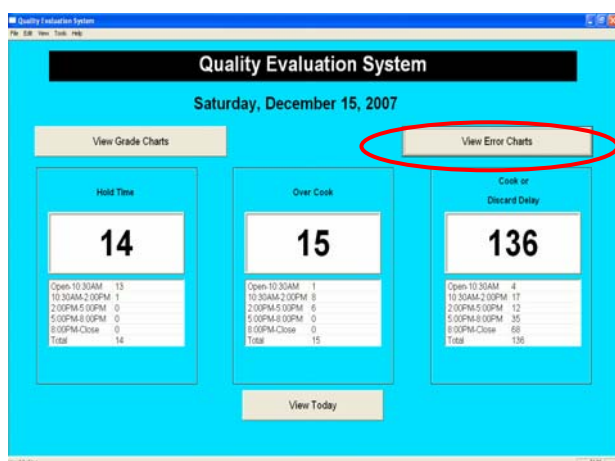 Quality Evaluation System
File Edit View Tools Help
Quality Evaluation System
Saturday, December 15, 2007
View Grade Charts
View Error Charts
Hold Time
14
Open-10:30AM 13
10:30AM-2:00PM 1
2:00PM-5:00PM 0
5:00PM-8:00PM 0
8:00PM-Close 0
Total 14
Over Cook
15
Open-10:30AM 1
10:30AM-2:00PM 8
2:00PM-5:00PM 6
5:00PM-8:00PM 0
8:00PM-Close 0
Total 15
Cook or
Discard Delay
136
Open-10:30AM 4
10:30AM-2:00PM 17
2:00PM-5:00PM 12
5:00PM-8:00PM 35
8:00PM-Close 68
Total 136
View Today